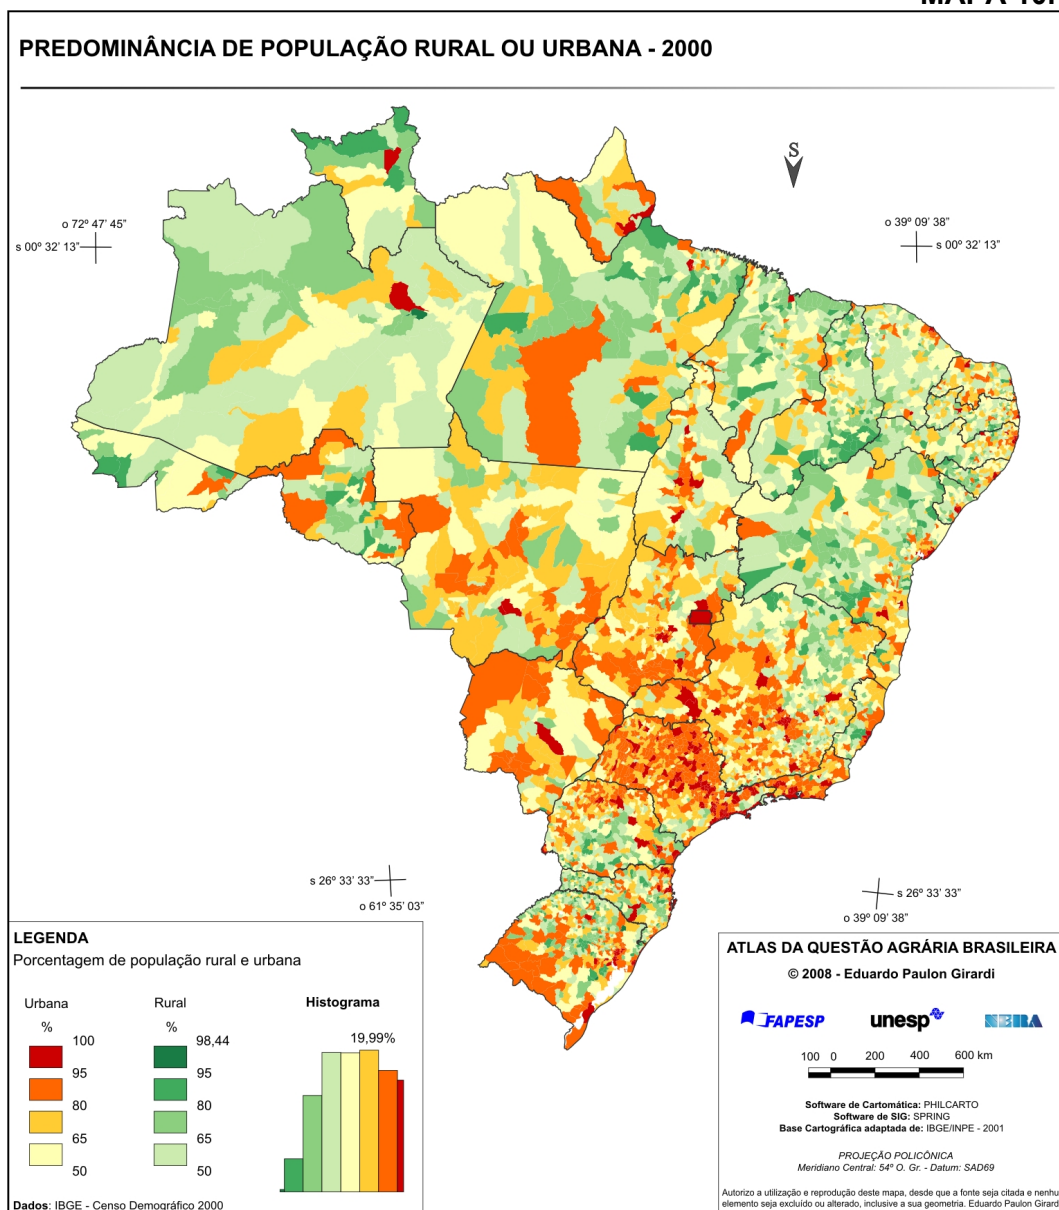 PREDOMINÂNCIA DE POPULAÇÃO RURAL OU URBANA - 2000
S
o 72º 47’ 45”
s 00º 32’ 13”
o 39º 09’ 38”
s 00º 32’ 13”
s 26º 33’ 33”
o 61º 35’ 03”
s 26º 33’ 33”
o 39º 09’ 38”
LEGENDA
Porcentagem de população rural e urbana
Urbana
%
100
95
80
65
50
Rural
%
98,44
95
80
65
50
Histograma
19,99%
Dados: IBGE - Censo Demográfico 2000
ATLAS DA QUESTÃO AGRÁRIA BRASILEIRA
© 2008 - Eduardo Paulon Girardi
FAPESP
unesp
NERA
100 0 200 400 600 km
Software de Cartomática: PHILCARTO
Software de SIG: SPRING
Base Cartográfica adaptada de: IBGE/INPE - 2001
PROJEÇÃO POLICÔNICA
Meridiano Central: 54º O. Gr. - Datum: SAD69
Autorizo a utilização e reprodução deste mapa, desde que a fonte seja citada e nenhu
elemento seja excluído ou alterado, inclusive a sua geometria. Eduardo Paulon Girard